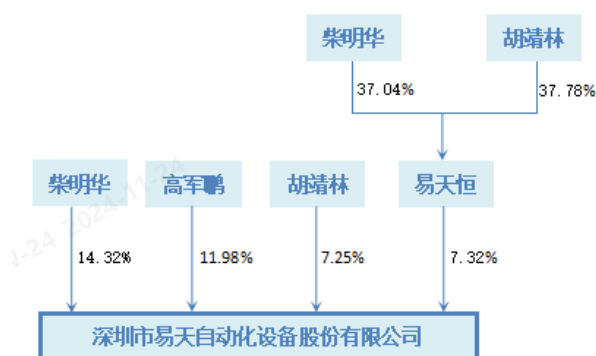 柴明华 胡靖林
37.04% 37.78%
柴明华 高军鹏 胡靖林 易天恒
14.32% 11.98% 7.25% 7.32%
深圳市易天自动化设备股份有限公司